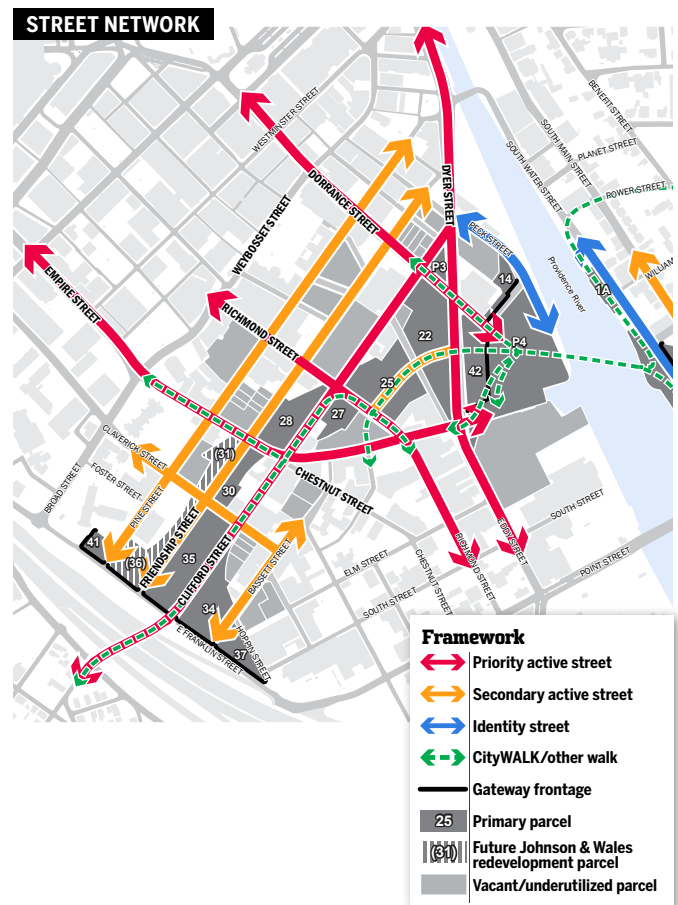 STREET NETWORK
BENEFIT STREET
WESTMINSTER STREET
SOUTH MAIN STREET
PLANET STREET
SOUTH WATER STREET
DYER STREET
DORRANCE STREET
POWER STREET
WEYBOSSET STREET
PECK STREET
P3
14
Providence River
1A
EMPIRE STREET
RICHMOND STREET
22
P4
42
25
27
28
CLAVERICK STREET
(31)
FOSTER STREET
CHESTNUT STREET
BROAD STREET
PINE STREET
30
SOUTH STREET
FRIENDSHIP STREET
EDDY STREET
41
(36)
35
CLIFFORD STREET
BASSETT STREET
ELM STREET
CHESTNUT STREET
RICHMOND STREET
POINT STREET
SOUTH STREET
34
HOPPIN STREET
E FRANKLIN STREET
37
Framework
Priority active street
Secondary active street
Identity street
CityWALK/other walk
Gateway frontage
25 Primary parcel
(31) Future Johnson & Wales
redevelopment parcel
Vacant/underutilized parcel